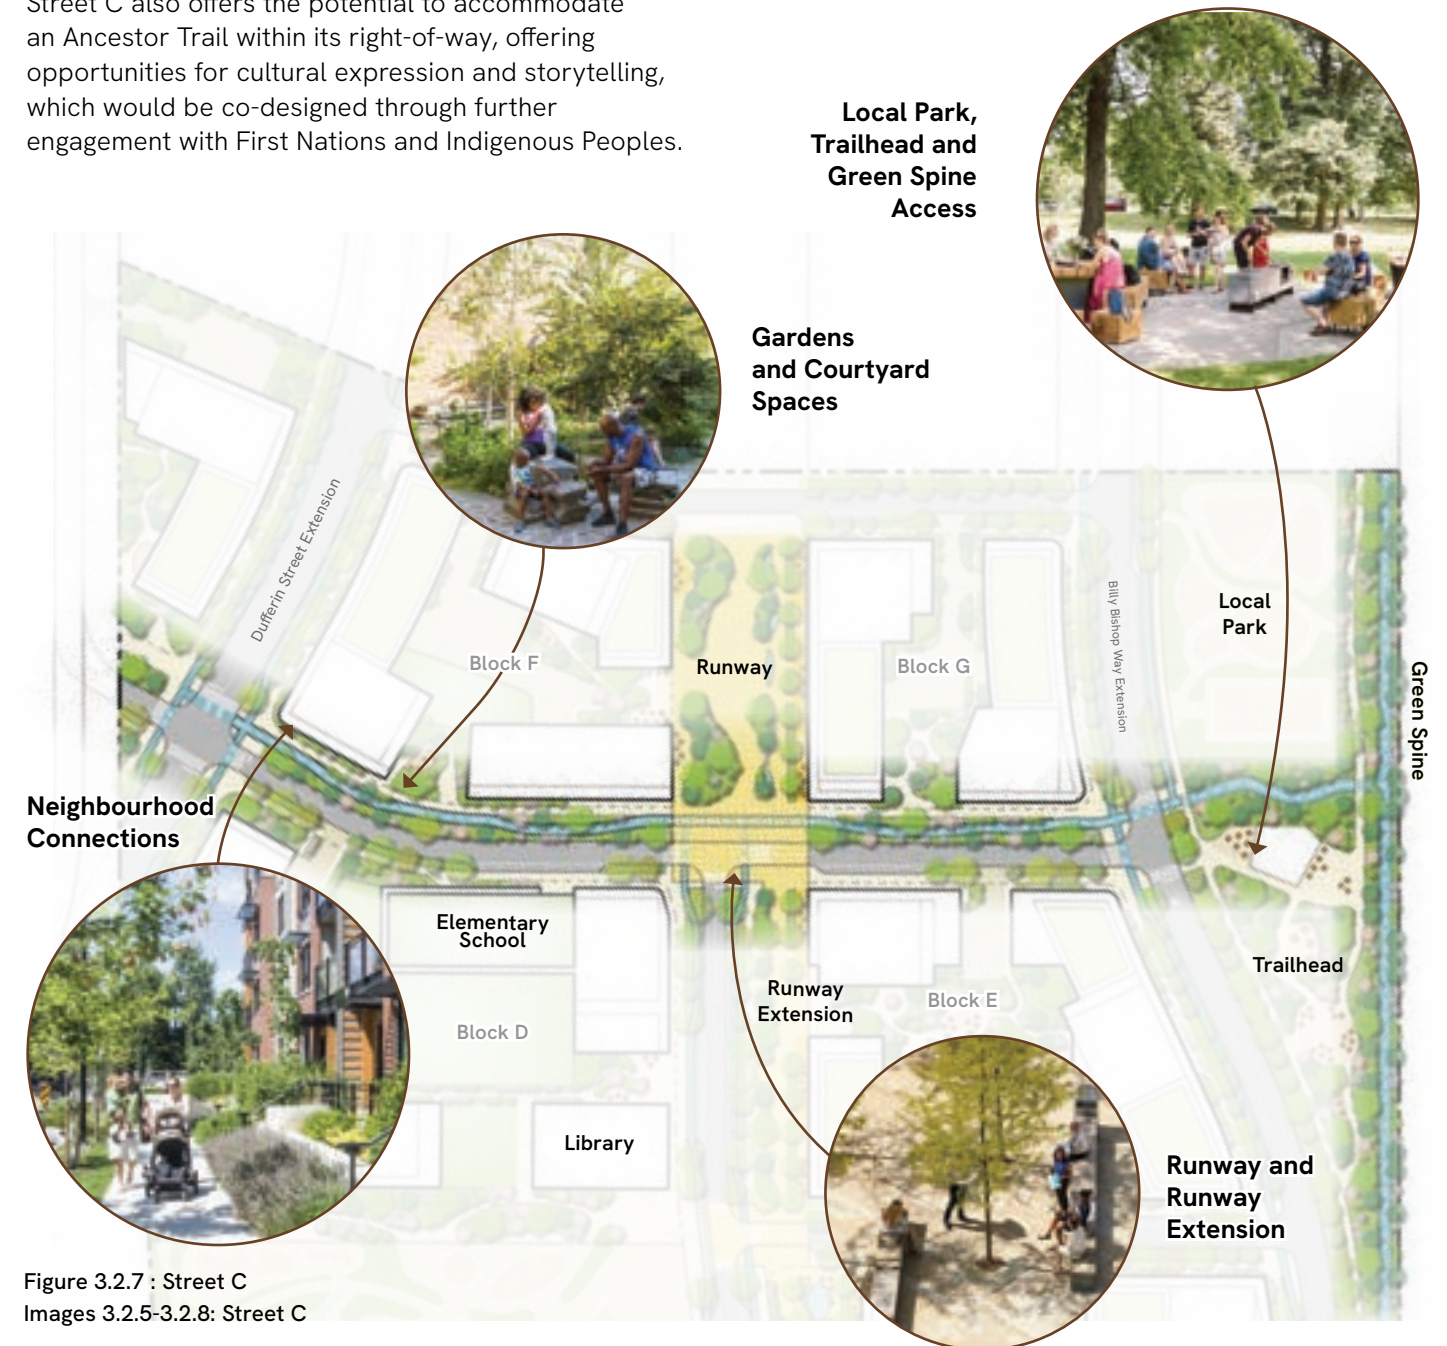 Street C also offers the potential to accommodate
an Ancestor Trail within its right-of-way, offering
opportunities for cultural expression and storytelling,
which would be co-designed through further
engagement with First Nations and Indigenous Peoples.
Local Park,
Trailhead and
Green Spine
Access
Gardens
and Courtyard
Spaces
Dufferin Street Extension
Block F
Runway
Block G
Billy Bishop Way Extension
Local
Park
Green Spine
Neighbourhood
Connections
Elementary
School
Runway
Extension
Block E
Trailhead
Block D
Library
Runway and
Runway
Extension
Figure 3.2.7 : Street C
Images 3.2.5-3.2.8: Street C